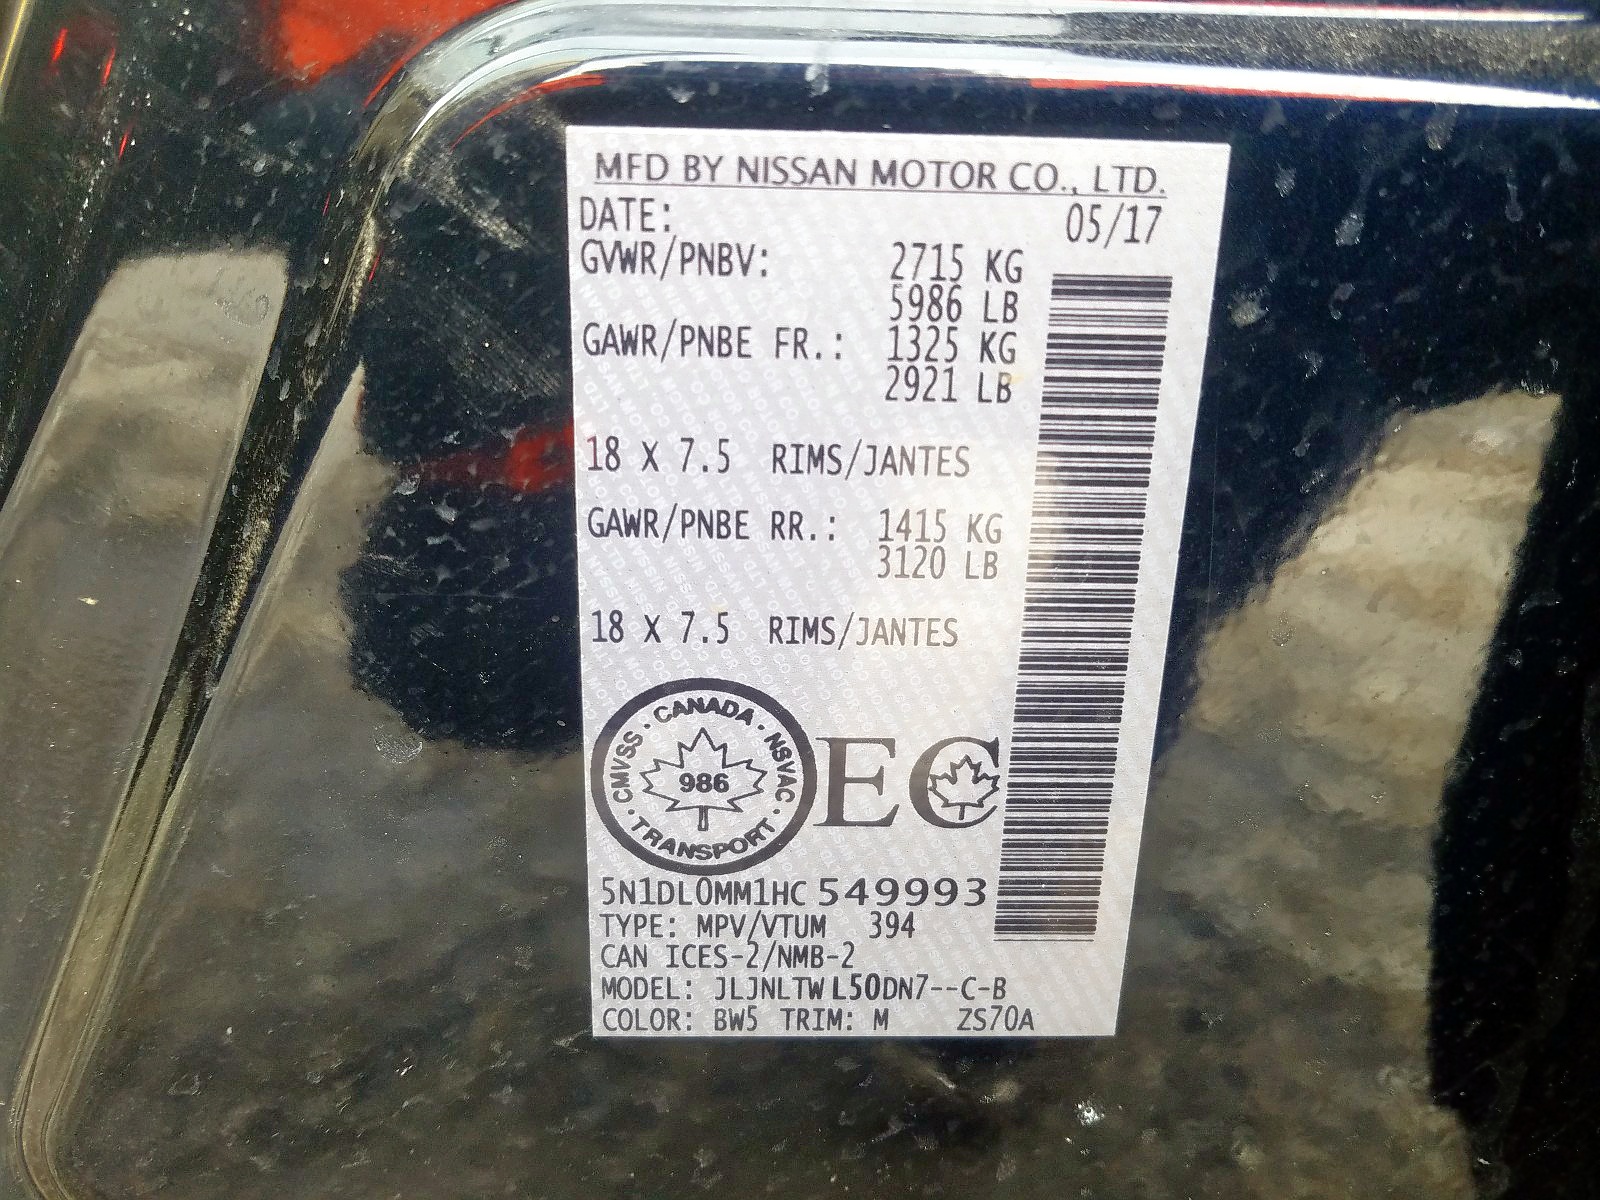 MFD BY NISSAN MOTOR CO., LTD.
DATE: 05/17
GVWR/PNBV: 2715 KG
5986 LB
GAWR/PNBE FR.: 1325 KG
2921 LB
18 X 7.5 RIMS/JANTES
GAWR/PNBE RR.: 1415 KG
3120 LB
18 X 7.5 RIMS/JANTES
CANADA · NSVAC · TRANSPORT · CMVSS ·
986
EC
5N1DL0MM1HC 549993
TYPE: MPV/VTUM 394
CAN ICES-2/NMB-2
MODEL: JLJNLTWL50DN7--C-B
COLOR: BW5 TRIM: M ZS70A